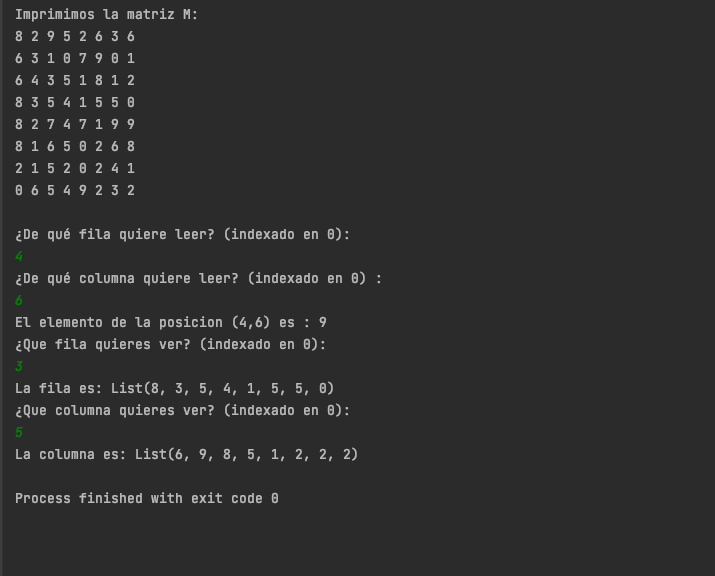 Imprimimos la matriz M:
8 2 9 5 2 6 3 6
6 3 1 0 7 9 0 1
6 4 3 5 1 8 1 2
8 3 5 4 1 5 5 0
8 2 7 4 7 1 9 9
8 1 6 5 0 2 6 8
2 1 5 2 0 2 4 1
0 6 5 4 9 2 3 2
¿De qué fila quiere leer? (indexado en 0):
4
¿De qué columna quiere leer? (indexado en 0) :
6
El elemento de la posicion (4,6) es : 9
¿Que fila quieres ver? (indexado en 0):
3
La fila es: List(8, 3, 5, 4, 1, 5, 5, 0)
¿Que columna quieres ver? (indexado en 0):
5
La columna es: List(6, 9, 8, 5, 1, 2, 2, 2)
Process finished with exit code 0